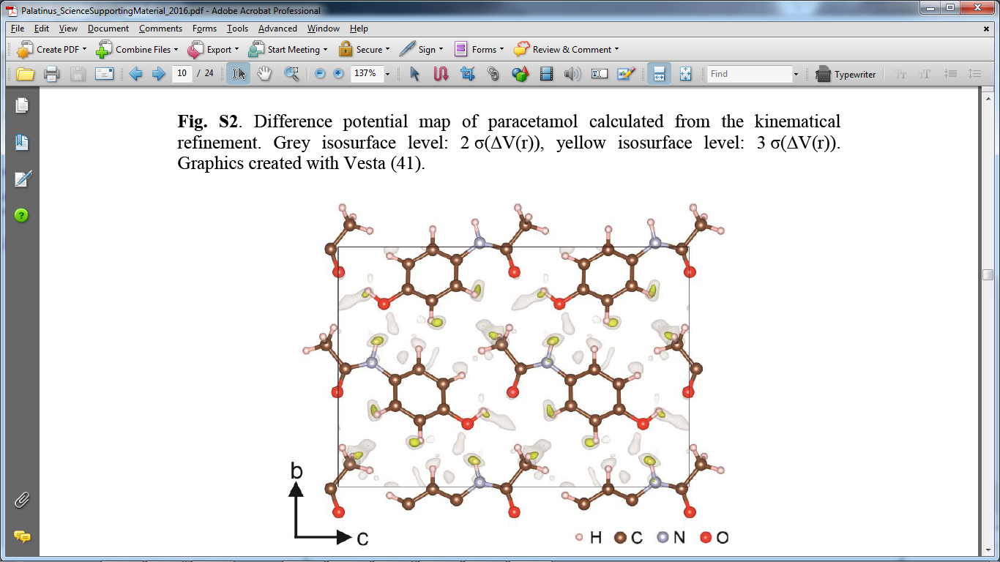 Palatinus_ScienceSupportingMaterial_2016.pdf - Adobe Acrobat Professional
File Edit View Document Comments Forms Tools Advanced Window Help
Create PDF Combine Files Export Start Meeting Secure Sign Forms Review & Comment
10 / 24 137% Find Typewriter
Fig. S2. Difference potential map of paracetamol calculated from the kinematical
refinement. Grey isosurface level: 2 σ(ΔV(r)), yellow isosurface level: 3 σ(ΔV(r)).
Graphics created with Vesta (41).
b
c
H C N O